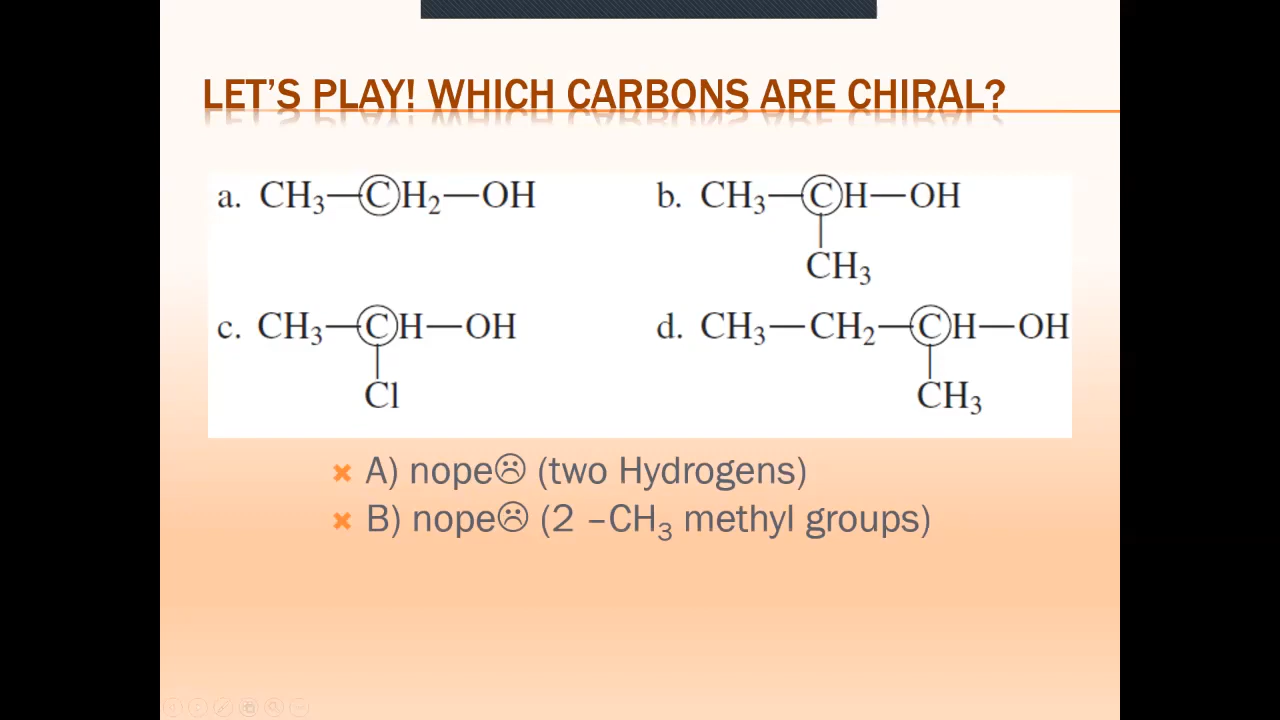 LET'S PLAY! WHICH CARBONS ARE CHIRAL?
a. CH₃—CH₂—OH
b. CH₃—CH—OH
CH₃
c. CH₃—CH—OH
Cl
d. CH₃—CH₂—CH—OH
CH₃
A) nope☹ (two Hydrogens)
B) nope☹ (2 –CH₃ methyl groups)